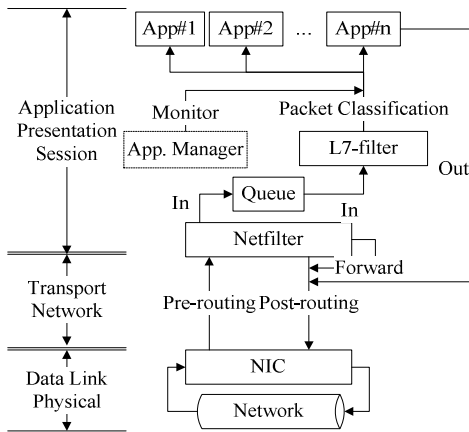 App#1
App#2
...
App#n
Application
Presentation
Session
Monitor
App. Manager
Packet Classification
L7-filter
Out
In
Queue
In
Netfilter
Forward
Transport
Network
Pre-routing
Post-routing
Data Link
Physical
NIC
Network